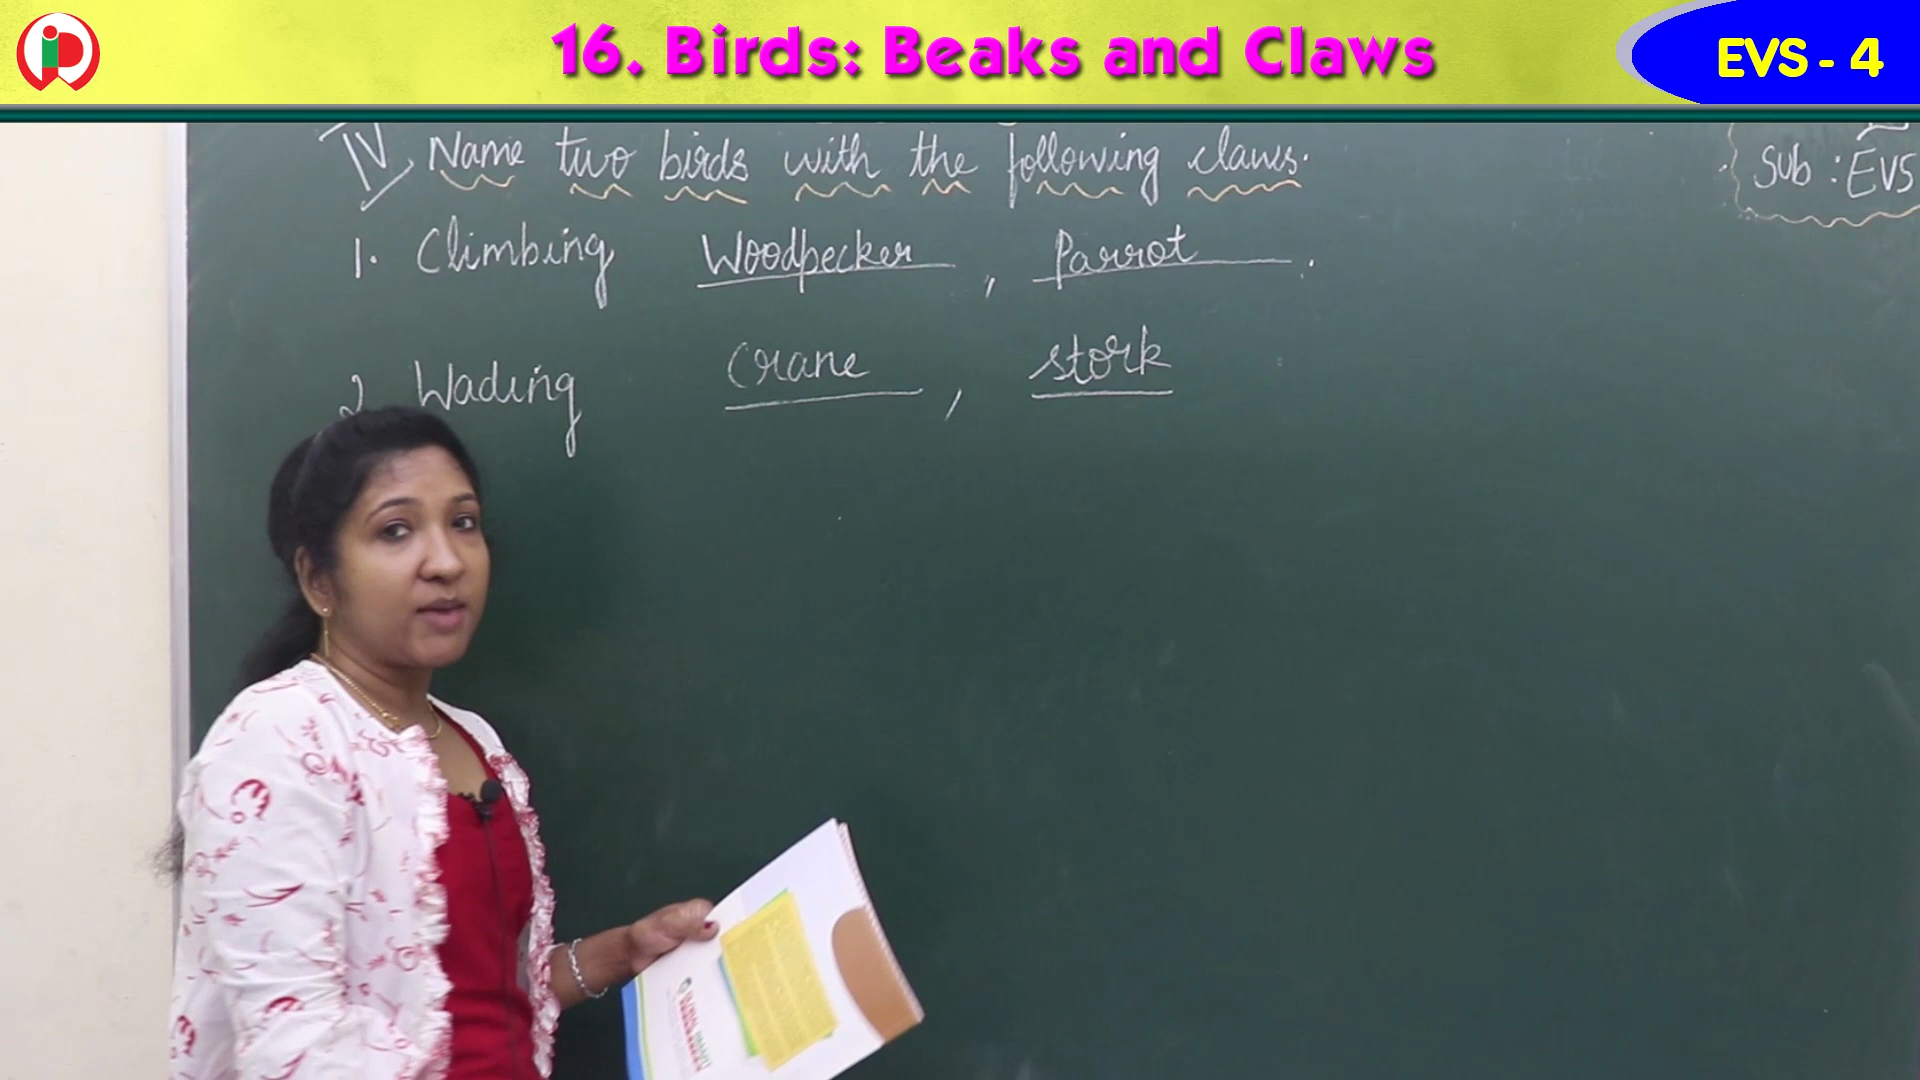 16. Birds: Beaks and Claws
EVS - 4
IV Name two birds with the following claws.
Sub : EVS
1. Climbing Woodpecker , Parrot .
2 Wading Crane , stork